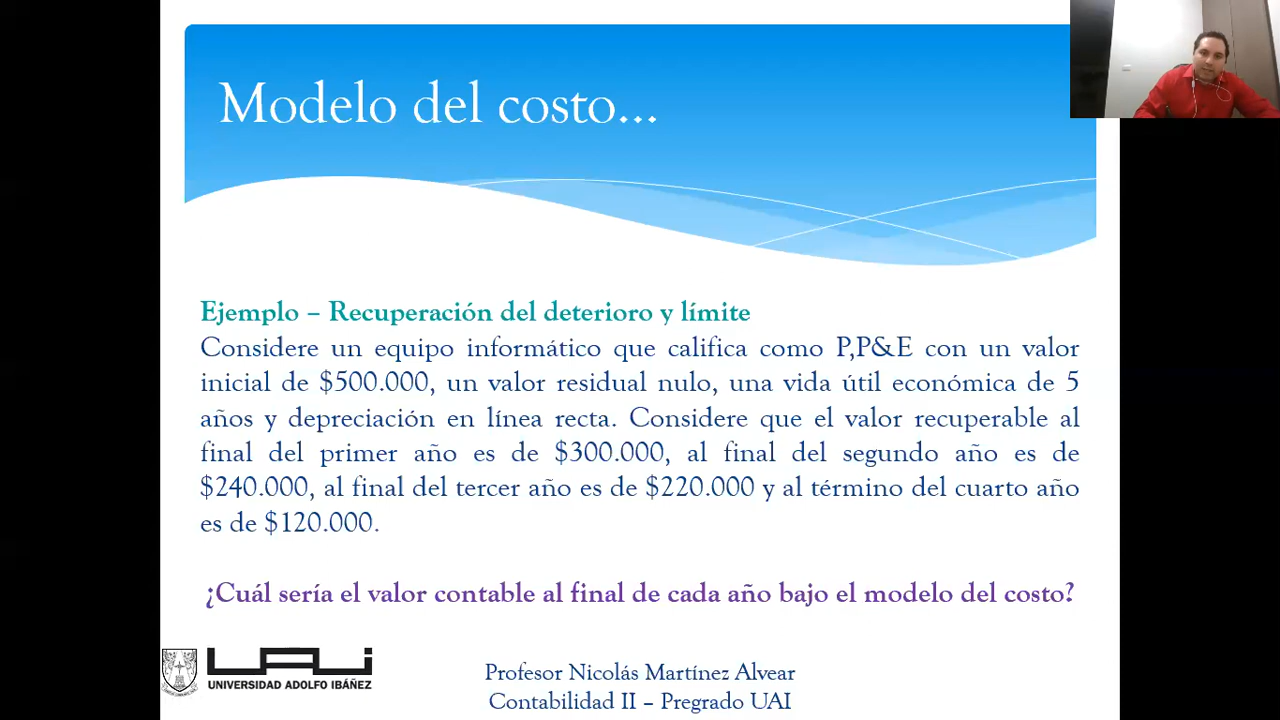 Modelo del costo...
Ejemplo – Recuperación del deterioro y límite
Considere un equipo informático que califica como P,P&E con un valor
inicial de $500.000, un valor residual nulo, una vida útil económica de 5
años y depreciación en línea recta. Considere que el valor recuperable al
final del primer año es de $300.000, al final del segundo año es de
$240.000, al final del tercer año es de $220.000 y al término del cuarto año
es de $120.000.
¿Cuál sería el valor contable al final de cada año bajo el modelo del costo?
UAI
UNIVERSIDAD ADOLFO IBÁÑEZ
Profesor Nicolás Martínez Alvear
Contabilidad II – Pregrado UAI